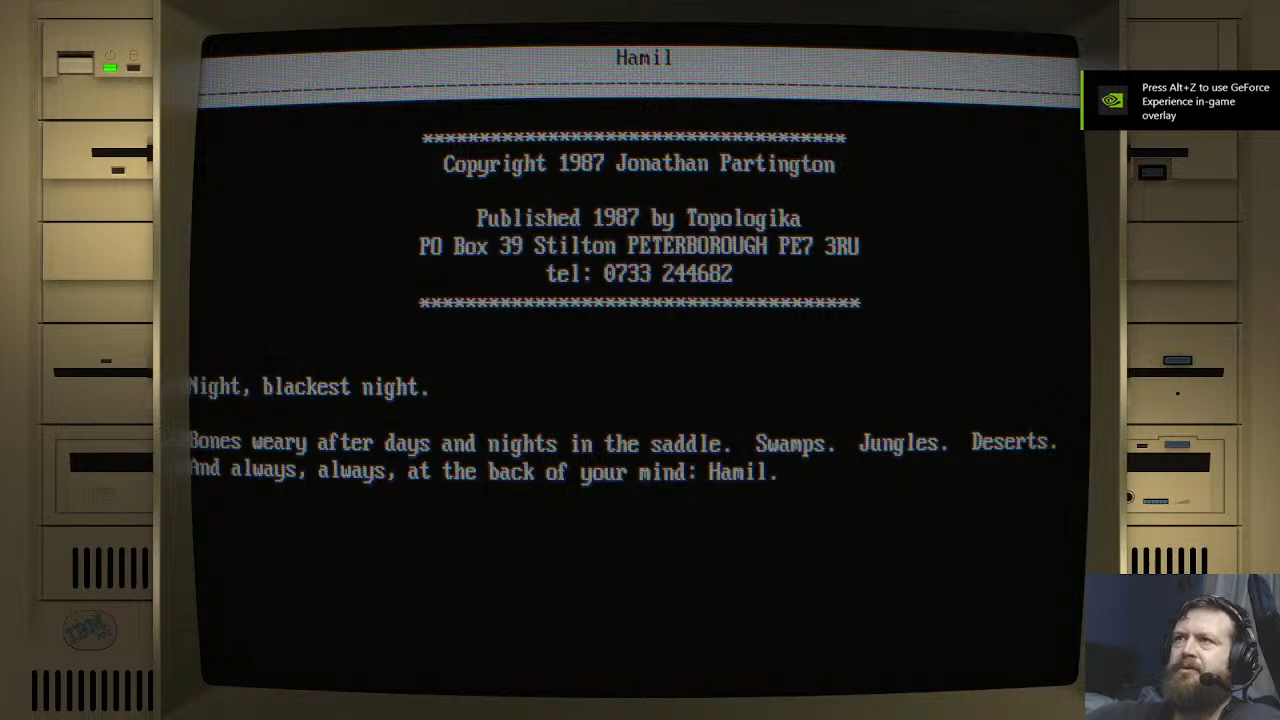 Hamil
Press Alt+Z to use GeForce
Experience in-game
overlay
*************************************
Copyright 1987 Jonathan Partington
Published 1987 by Topologika
PO Box 39 Stilton PETERBOROUGH PE7 3RU
tel: 0733 244682
**************************************
Night, blackest night.
Bones weary after days and nights in the saddle. Swamps. Jungles. Deserts.
And always, always, at the back of your mind: Hamil.
IBM